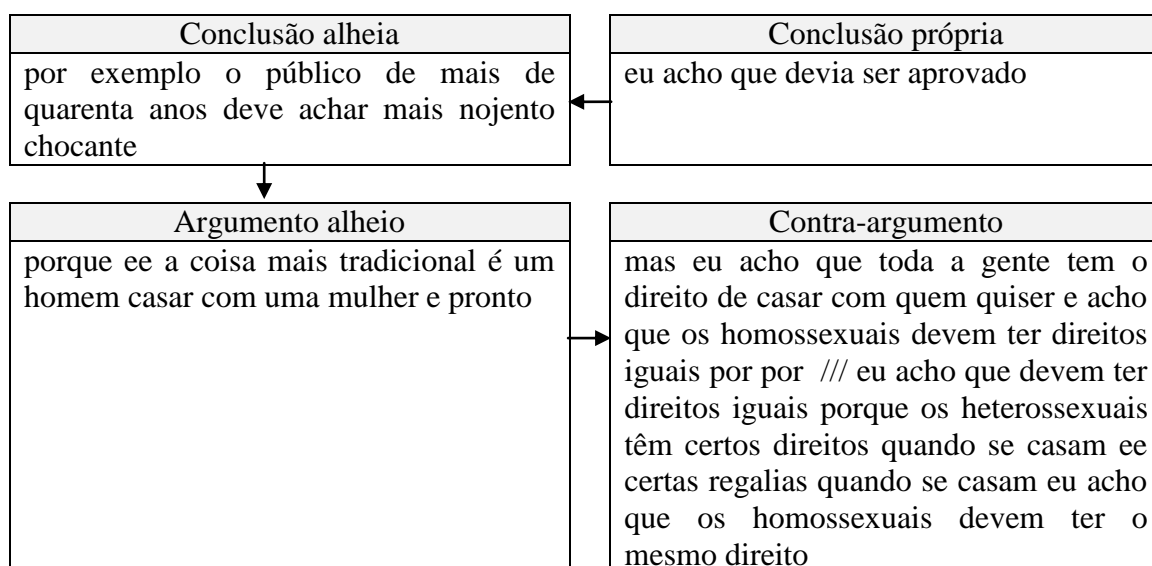 Conclusão alheia
por exemplo o público de mais de
quarenta anos deve achar mais nojento
chocante
Conclusão própria
eu acho que devia ser aprovado
Argumento alheio
porque ee a coisa mais tradicional é um
homem casar com uma mulher e pronto
Contra-argumento
mas eu acho que toda a gente tem o
direito de casar com quem quiser e acho
que os homossexuais devem ter direitos
iguais por por /// eu acho que devem ter
direitos iguais porque os heterossexuais
têm certos direitos quando se casam ee
certas regalias quando se casam eu acho
que os homossexuais devem ter o
mesmo direito